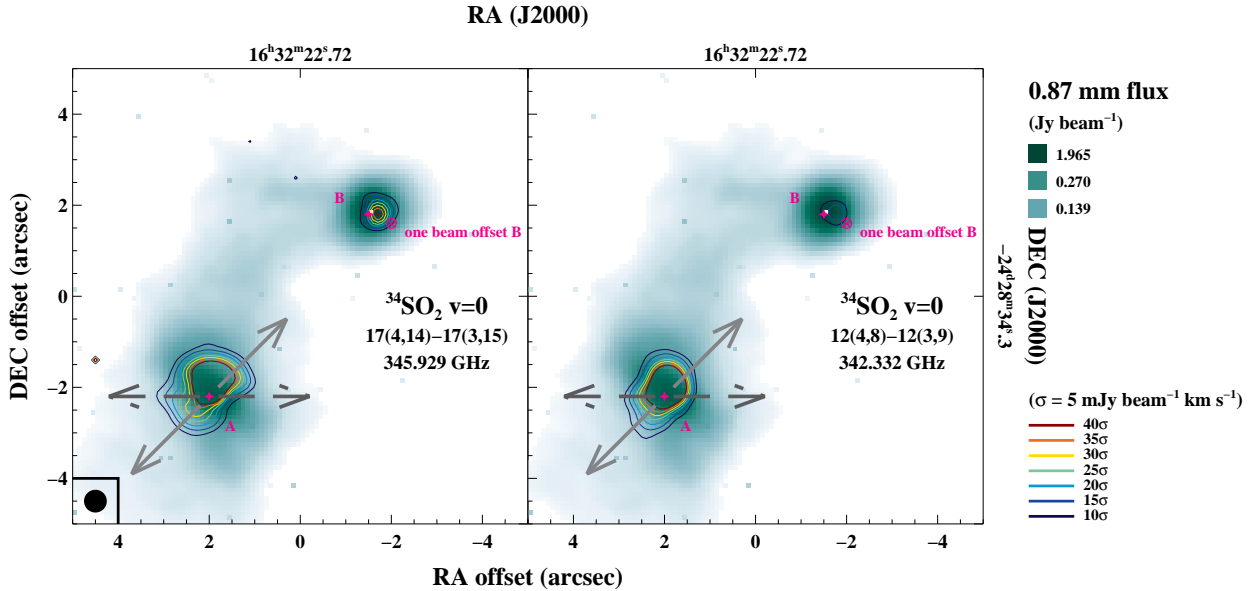 RA (J2000)
16ʰ32ᵐ22ˢ.72
16ʰ32ᵐ22ˢ.72
4
2
0
−2
−4
DEC offset (arcsec)
B
one beam offset B
³⁴SO₂ v=0
17(4,14)−17(3,15)
345.929 GHz
A
B
one beam offset B
³⁴SO₂ v=0
12(4,8)−12(3,9)
342.332 GHz
A
4
2
0
−2
−4
4
2
0
−2
−4
RA offset (arcsec)
−24ᵈ28ᵐ34ˢ.3
DEC (J2000)
0.87 mm flux
(Jy beam⁻¹)
1.965
0.270
0.139
(σ = 5 mJy beam⁻¹ km s⁻¹)
40σ
35σ
30σ
25σ
20σ
15σ
10σ